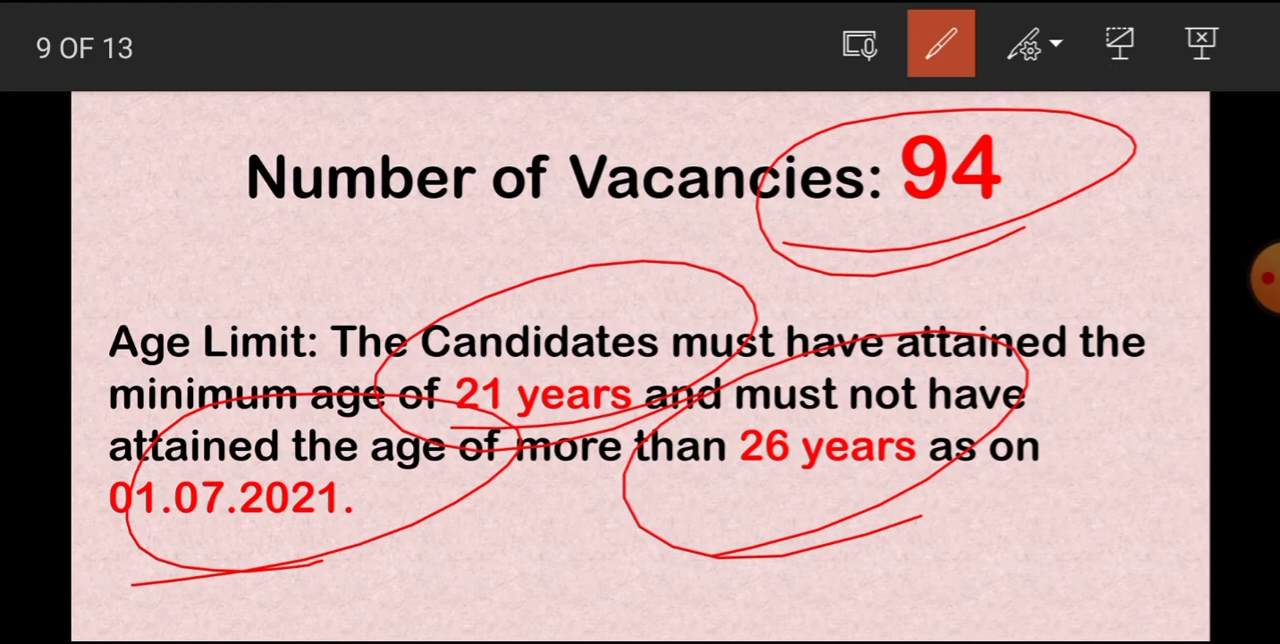 9 OF 13
Number of Vacancies: 94
Age Limit: The Candidates must have attained the
minimum age of 21 years and must not have
attained the age of more than 26 years as on
01.07.2021.